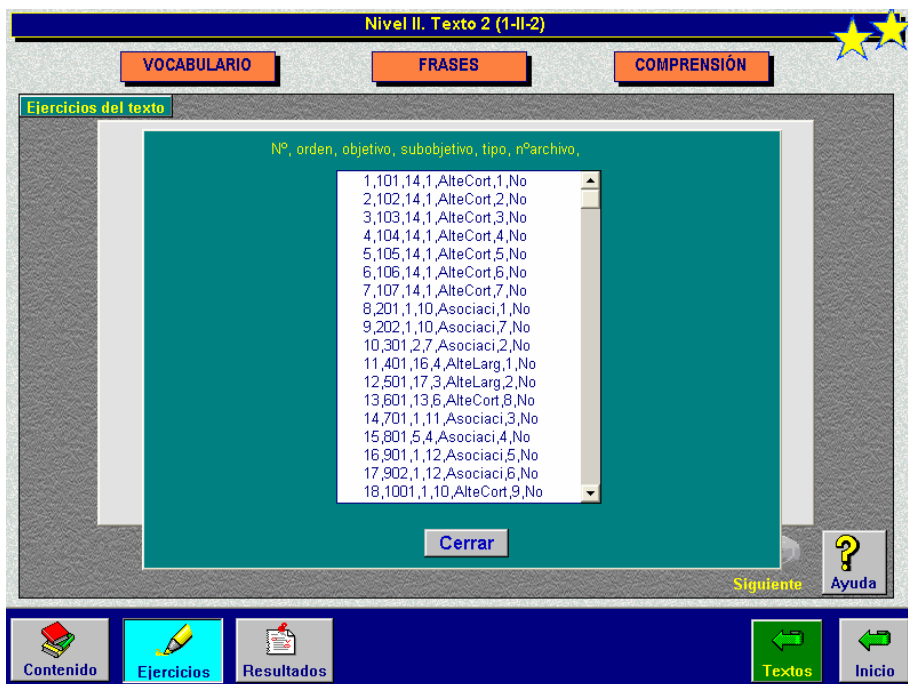 Nivel II. Texto 2 (1-II-2)
VOCABULARIO
FRASES
COMPRENSIÓN
Ejercicios del texto
Nº, orden, objetivo, subobjetivo, tipo, nºarchivo,
1,101,14,1,AlteCort,1,No
2,102,14,1,AlteCort,2,No
3,103,14,1,AlteCort,3,No
4,104,14,1,AlteCort,4,No
5,105,14,1,AlteCort,5,No
6,106,14,1,AlteCort,6,No
7,107,14,1,AlteCort,7,No
8,201,1,10,Asociaci,1,No
9,202,1,10,Asociaci,7,No
10,301,2,7,Asociaci,2,No
11,401,16,4,AlteLarg,1,No
12,501,17,3,AlteLarg,2,No
13,601,13,6,AlteCort,8,No
14,701,1,11,Asociaci,3,No
15,801,5,4,Asociaci,4,No
16,901,1,12,Asociaci,5,No
17,902,1,12,Asociaci,6,No
18,1001,1,10,AlteCort,9,No
Cerrar
Siguiente
Ayuda
Contenido
Ejercicios
Resultados
Textos
Inicio